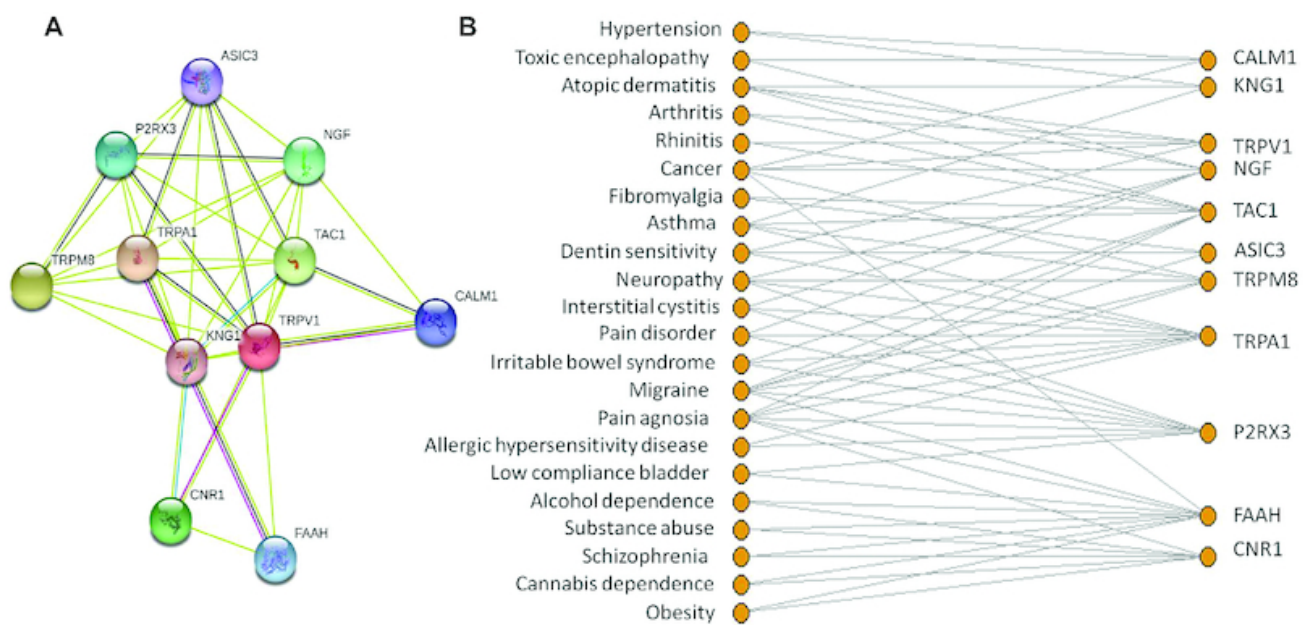 A
ASIC3
P2RX3
NGF
TRPA1
TAC1
TRPM8
CALM1
TRPV1
KNG1
CNR1
FAAH
B
Hypertension
Toxic encephalopathy
Atopic dermatitis
Arthritis
Rhinitis
Cancer
Fibromyalgia
Asthma
Dentin sensitivity
Neuropathy
Interstitial cystitis
Pain disorder
Irritable bowel syndrome
Migraine
Pain agnosia
Allergic hypersensitivity disease
Low compliance bladder
Alcohol dependence
Substance abuse
Schizophrenia
Cannabis dependence
Obesity
CALM1
KNG1
TRPV1
NGF
TAC1
ASIC3
TRPM8
TRPA1
P2RX3
FAAH
CNR1